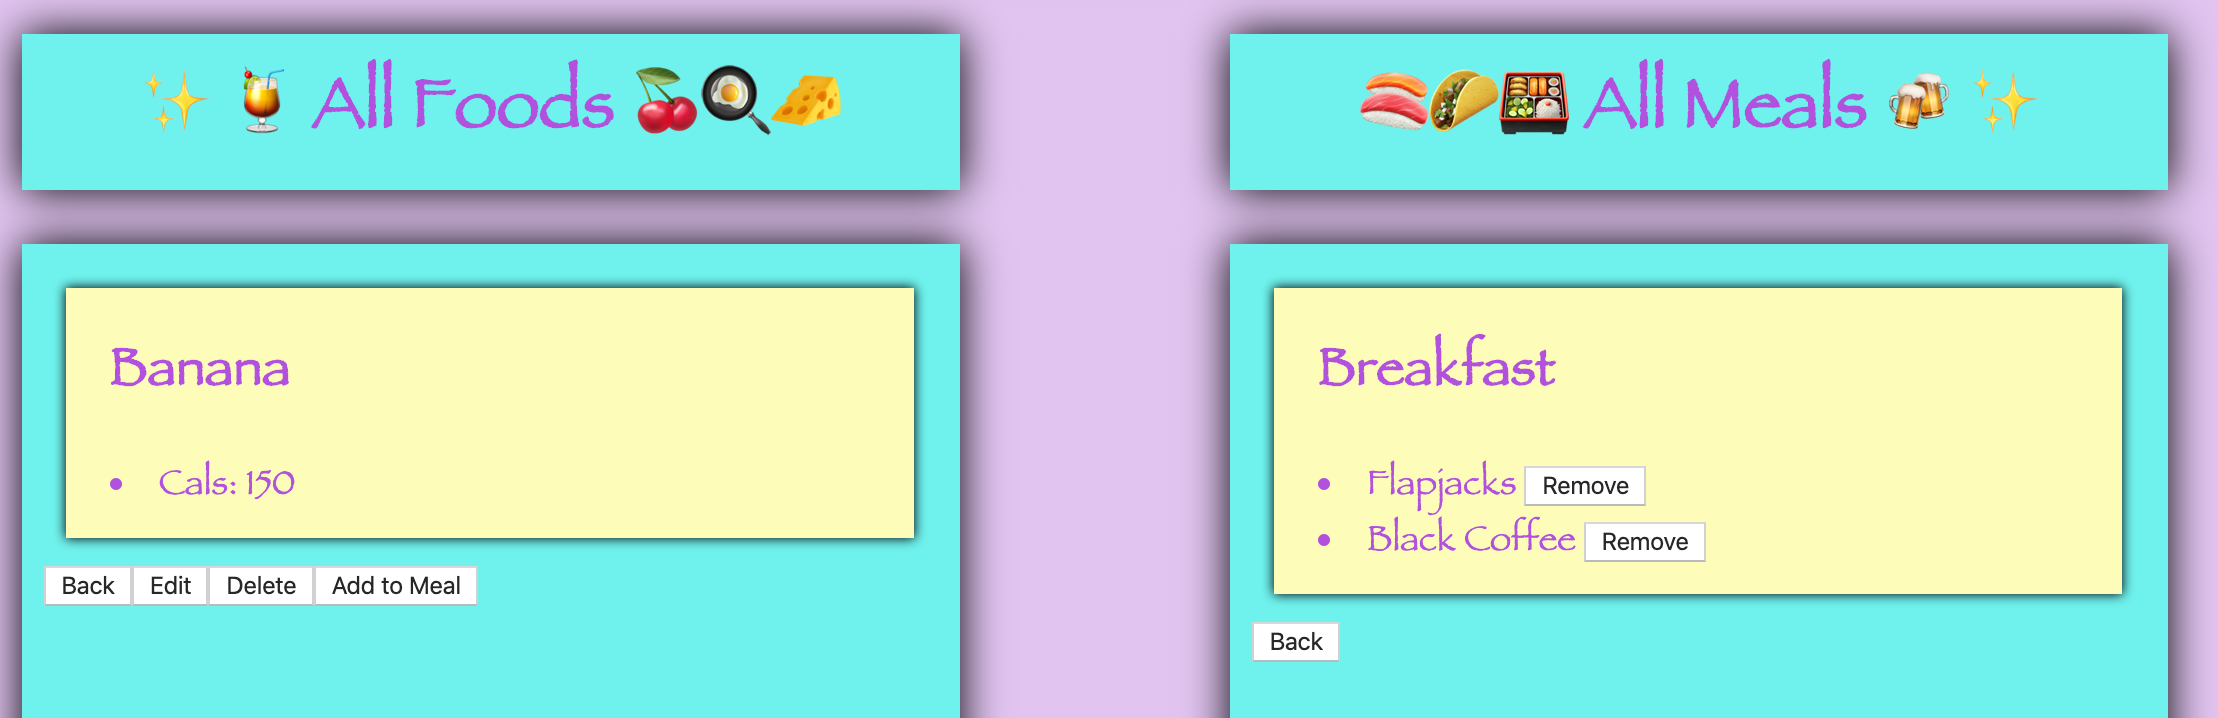 All Foods
Banana
Cals: 150
Back Edit Delete Add to Meal
All Meals
Breakfast
Flapjacks Remove
Black Coffee Remove
Back